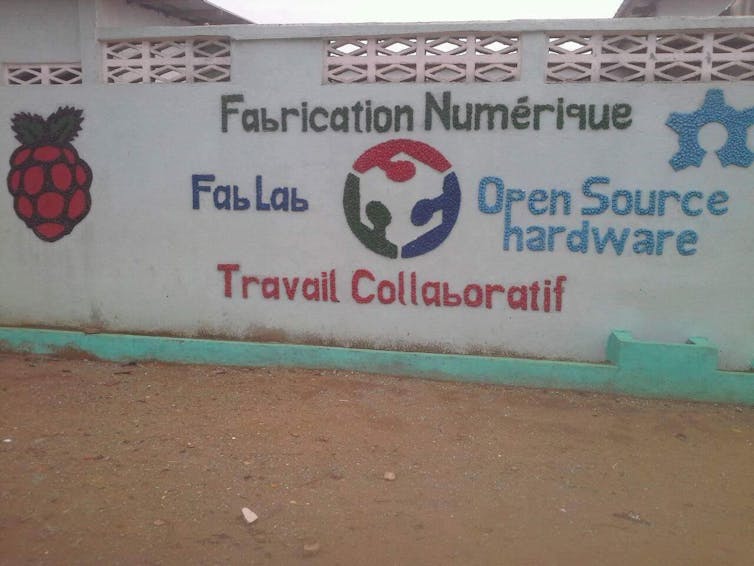 Fabrication Numérique
FabLab
Open Source
hardware
Travail Collaboratif